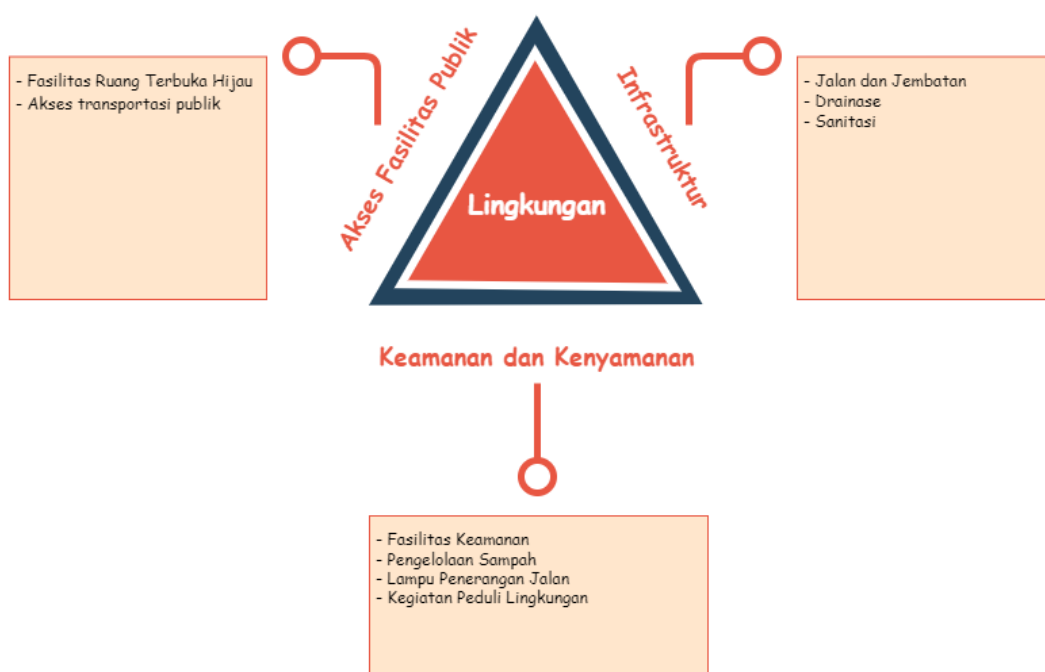 Akses Fasilitas Publik
Infrastruktur
- Fasilitas Ruang Terbuka Hijau
- Akses transportasi publik
- Jalan dan Jembatan
- Drainase
- Sanitasi
Lingkungan
Keamanan dan Kenyamanan
- Fasilitas Keamanan
- Pengelolaan Sampah
- Lampu Penerangan Jalan
- Kegiatan Peduli Lingkungan